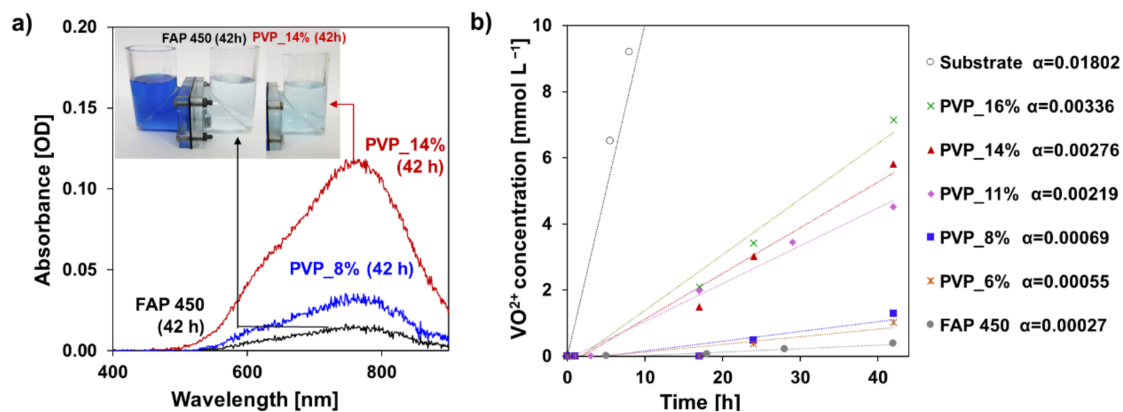 a)
FAP 450 (42h) PVP_14% (42h)
PVP_14%
(42 h)
PVP_8% (42 h)
FAP 450
(42 h)
Absorbance [OD]
0.20
0.15
0.10
0.05
0.00
400 600 800
Wavelength [nm]
b)
VO²⁺ concentration [mmol L⁻¹]
10
8
6
4
2
0
0 10 20 30 40
Time [h]
Substrate α=0.01802
PVP_16% α=0.00336
PVP_14% α=0.00276
PVP_11% α=0.00219
PVP_8% α=0.00069
PVP_6% α=0.00055
FAP 450 α=0.00027